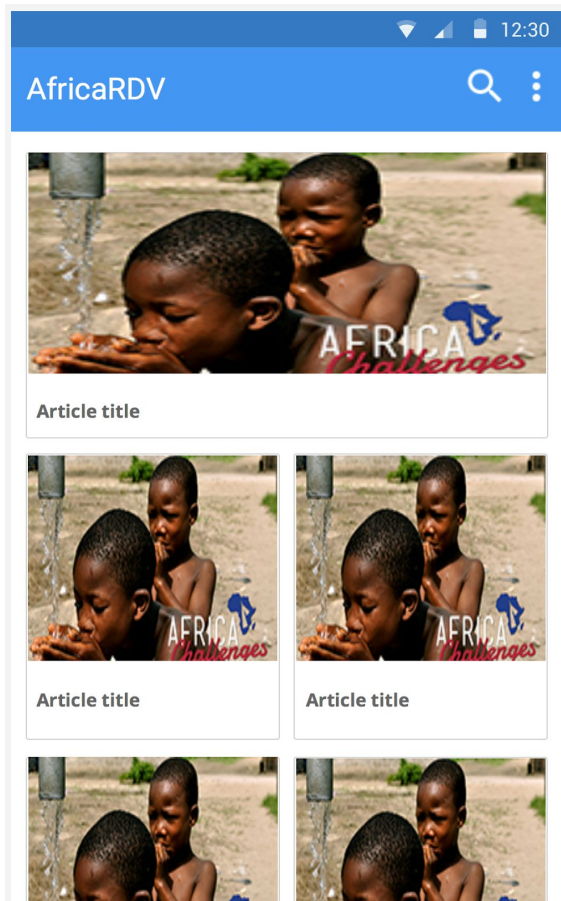 12:30
AfricaRDV
AFRICA
Challenges
Article title
AFRICA
Challenges
AFRICA
Challenges
Article title
Article title